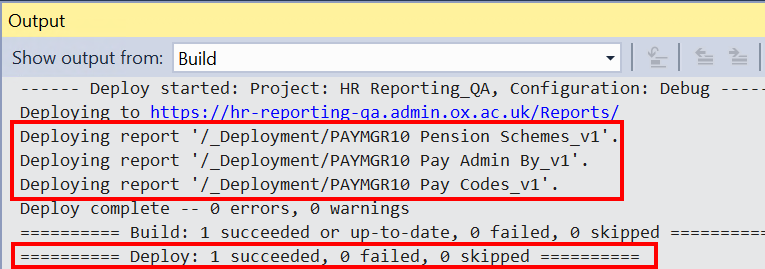 Output
Show output from: Build
------ Deploy started: Project: HR Reporting_QA, Configuration: Debug -----
Deploying to https://hr-reporting-qa.admin.ox.ac.uk/Reports/
Deploying report '/_Deployment/PAYMGR10 Pension Schemes_v1'.
Deploying report '/_Deployment/PAYMGR10 Pay Admin By_v1'.
Deploying report '/_Deployment/PAYMGR10 Pay Codes_v1'.
Deploy complete -- 0 errors, 0 warnings
========== Build: 1 succeeded or up-to-date, 0 failed, 0 skipped ==========
========== Deploy: 1 succeeded, 0 failed, 0 skipped ==========